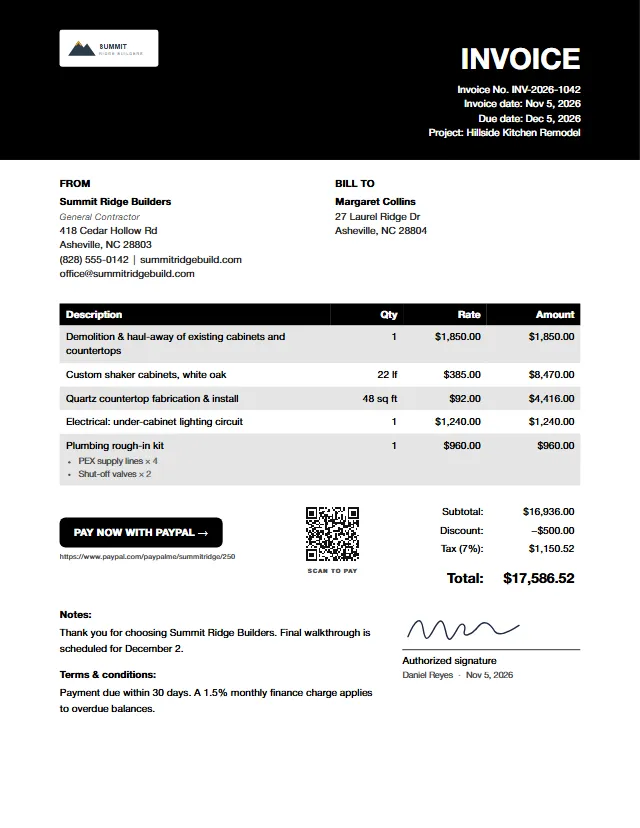 SUMMIT
RIDGE BUILDERS
INVOICE
Invoice No. INV-2026-1042
Invoice date: Nov 5, 2026
Due date: Dec 5, 2026
Project: Hillside Kitchen Remodel
FROM
Summit Ridge Builders
General Contractor
418 Cedar Hollow Rd
Asheville, NC 28803
(828) 555-0142 | summitridgebuild.com
office@summitridgebuild.com
BILL TO
Margaret Collins
27 Laurel Ridge Dr
Asheville, NC 28804
Description Qty Rate Amount
Demolition & haul-away of existing cabinets and 1 $1,850.00 $1,850.00
countertops
Custom shaker cabinets, white oak 22 lf $385.00 $8,470.00
Quartz countertop fabrication & install 48 sq ft $92.00 $4,416.00
Electrical: under-cabinet lighting circuit 1 $1,240.00 $1,240.00
Plumbing rough-in kit 1 $960.00 $960.00
• PEX supply lines × 4
• Shut-off valves × 2
PAY NOW WITH PAYPAL →
https://www.paypal.com/paypalme/summitridge/250
SCAN TO PAY
Subtotal: $16,936.00
Discount: –$500.00
Tax (7%): $1,150.52
Total: $17,586.52
Notes:
Thank you for choosing Summit Ridge Builders. Final walkthrough is
scheduled for December 2.
Terms & conditions:
Payment due within 30 days. A 1.5% monthly finance charge applies
to overdue balances.
Authorized signature
Daniel Reyes · Nov 5, 2026